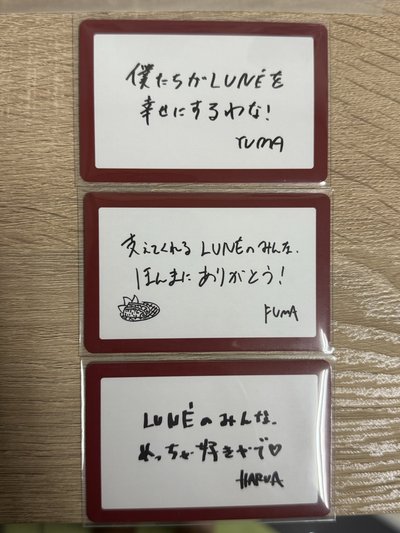 僕たちがLUNÉを
幸せにするわな!
YUMA
支えてくれる LUNÉのみんな、
ほんまにありがとう!
FUMA
LUNÉのみんな、
めっちゃ好きやで♡
HARUA